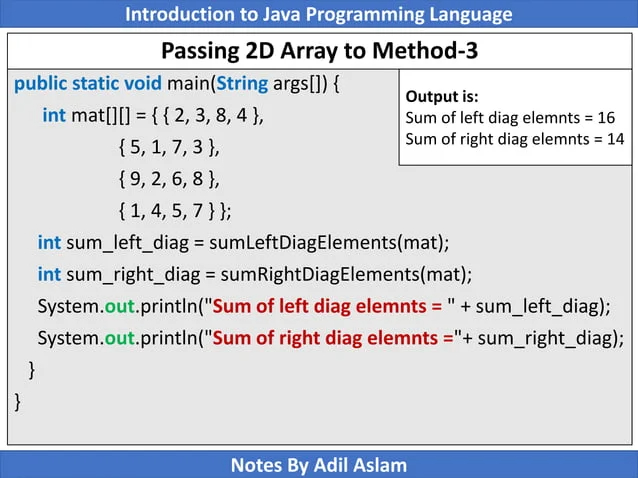 Introduction to Java Programming Language
Passing 2D Array to Method-3
public static void main(String args[]) {
int mat[][] = { { 2, 3, 8, 4 },
{ 5, 1, 7, 3 },
{ 9, 2, 6, 8 },
{ 1, 4, 5, 7 } };
int sum_left_diag = sumLeftDiagElements(mat);
int sum_right_diag = sumRightDiagElements(mat);
System.out.println("Sum of left diag elemnts = " + sum_left_diag);
System.out.println("Sum of right diag elemnts ="+ sum_right_diag);
}
}
Output is:
Sum of left diag elemnts = 16
Sum of right diag elemnts = 14
Notes By Adil Aslam